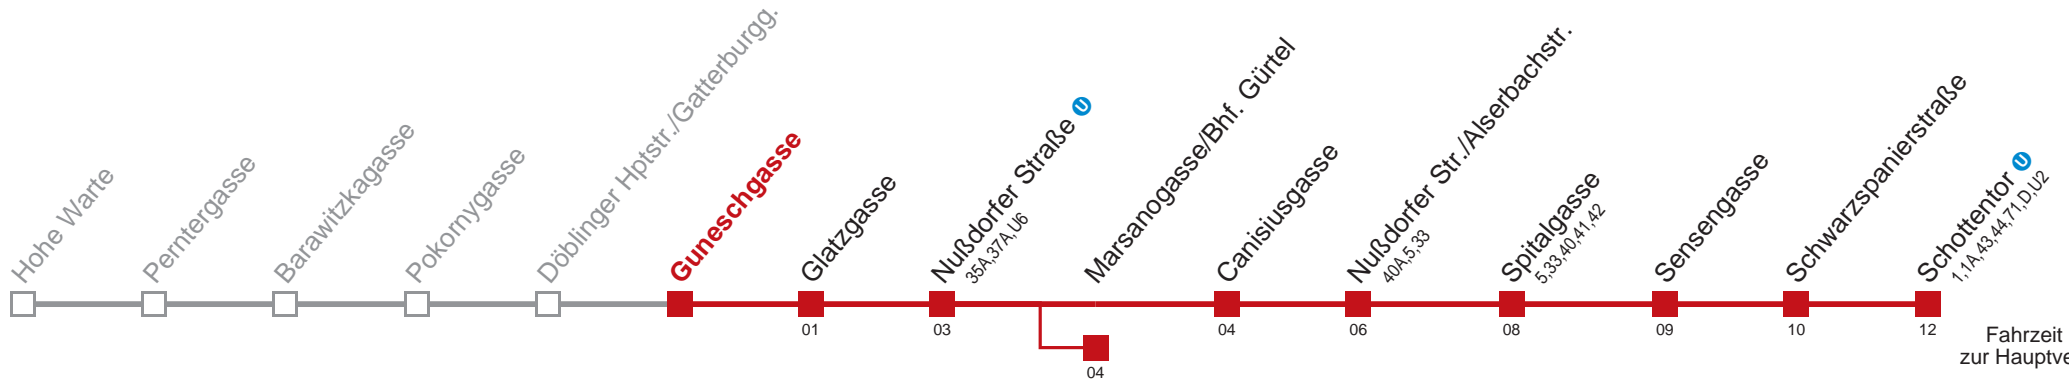 Hohe Warte
Perntergasse
Barawitzkagasse
Pokornygasse
Döblinger Hptstr./Gatterburgg.
Guneschgasse
Glatzgasse
Nußdorfer Straße U
35A,37A,U6
Marsanogasse/Bhf. Gürtel
Canisiusgasse
Nußdorfer Str./Alserbachstr.
40A,5,33
Spitalgasse
5,33,40,41,42
Sensengasse
Schwarzspanierstraße
Schottentor U
1,1A,43,44,71,D,U2
01
03
04
04
06
08
09
10
12
Fahrzeit
zur Hauptve